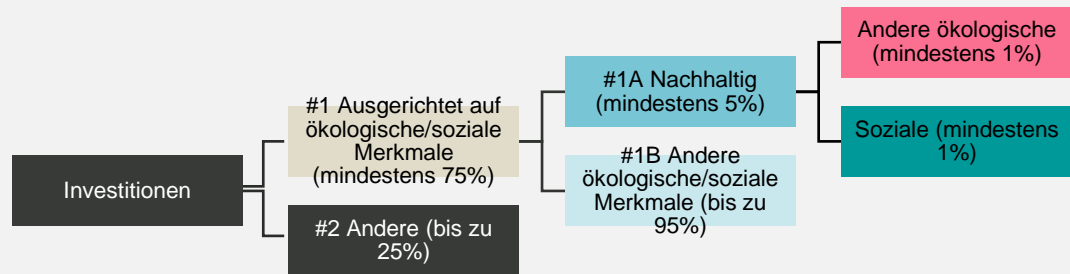 Investitionen
#1 Ausgerichtet auf
ökologische/soziale
Merkmale
(mindestens 75%)
#2 Andere (bis zu
25%)
#1A Nachhaltig
(mindestens 5%)
#1B Andere
ökologische/soziale
Merkmale (bis zu
95%)
Andere ökologische
(mindestens 1%)
Soziale (mindestens
1%)